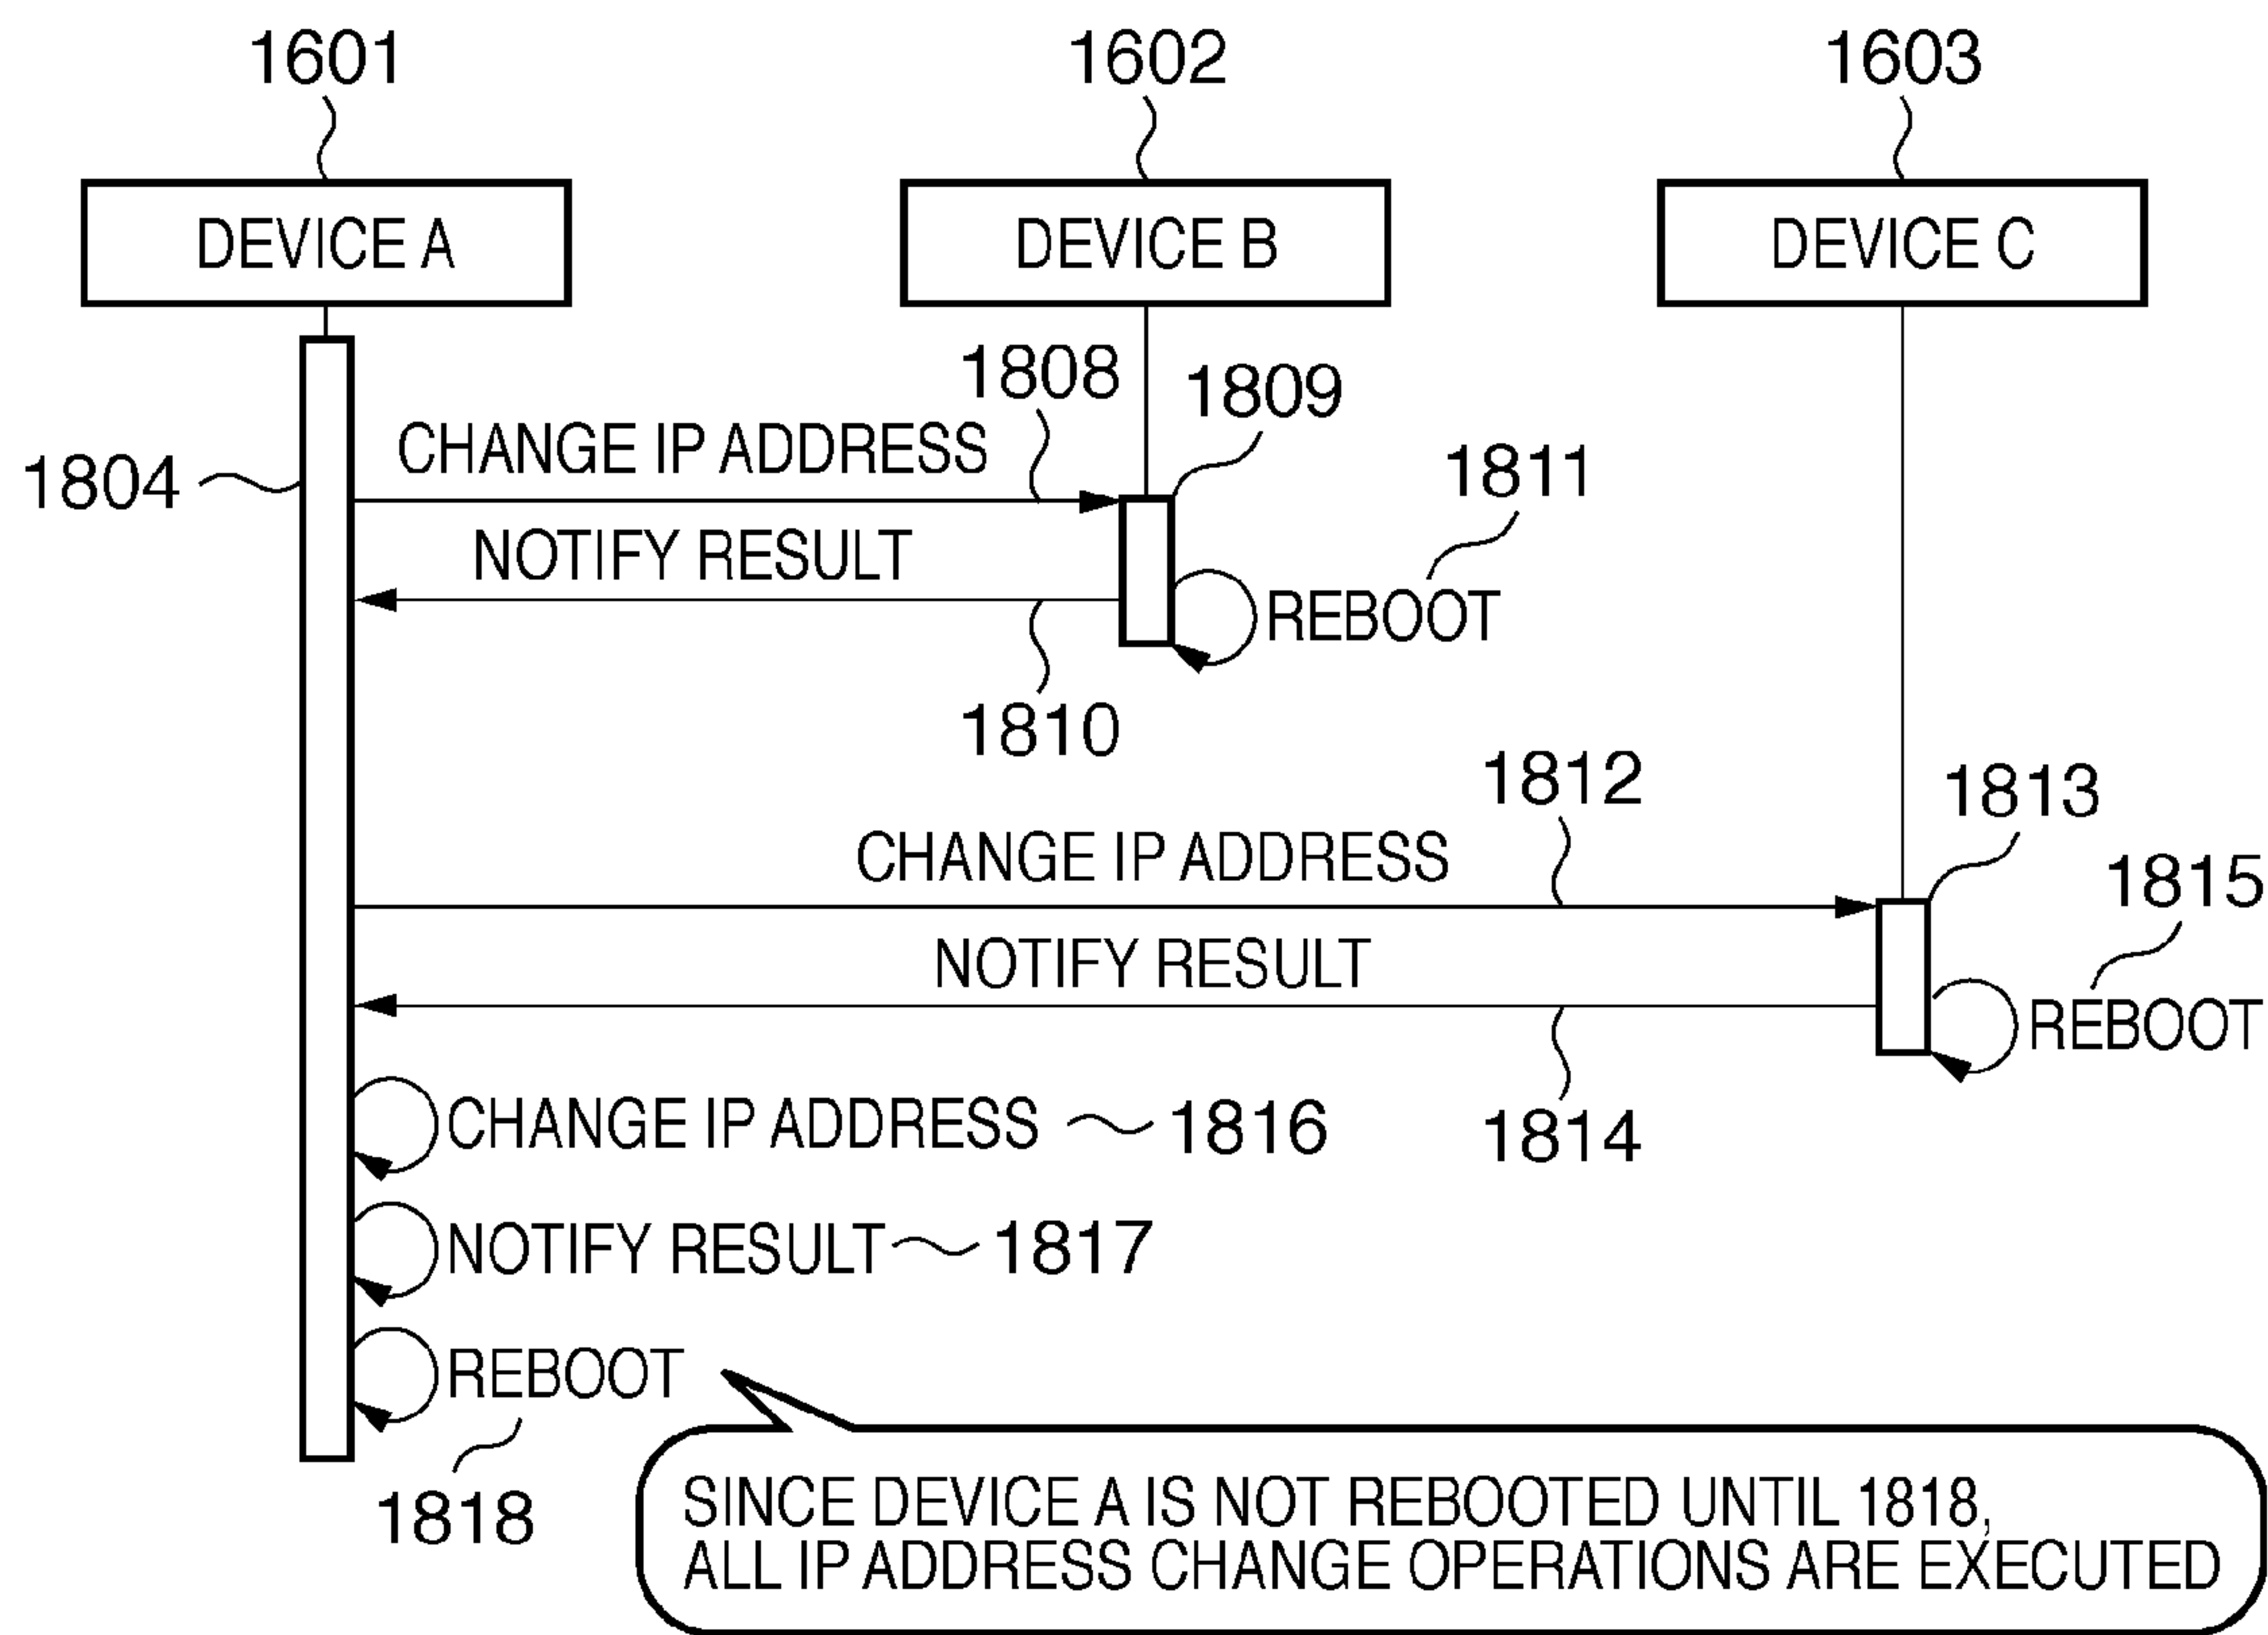 1601
1602
1603
DEVICE A
DEVICE B
DEVICE C
1808
1809
CHANGE IP ADDRESS
1811
1804
NOTIFY RESULT
REBOOT
1810
1812
1813
CHANGE IP ADDRESS
1815
NOTIFY RESULT
REBOOT
CHANGE IP ADDRESS
1816
1814
NOTIFY RESULT
1817
REBOOT
1818
SINCE DEVICE A IS NOT REBOOTED UNTIL 1818,
ALL IP ADDRESS CHANGE OPERATIONS ARE EXECUTED